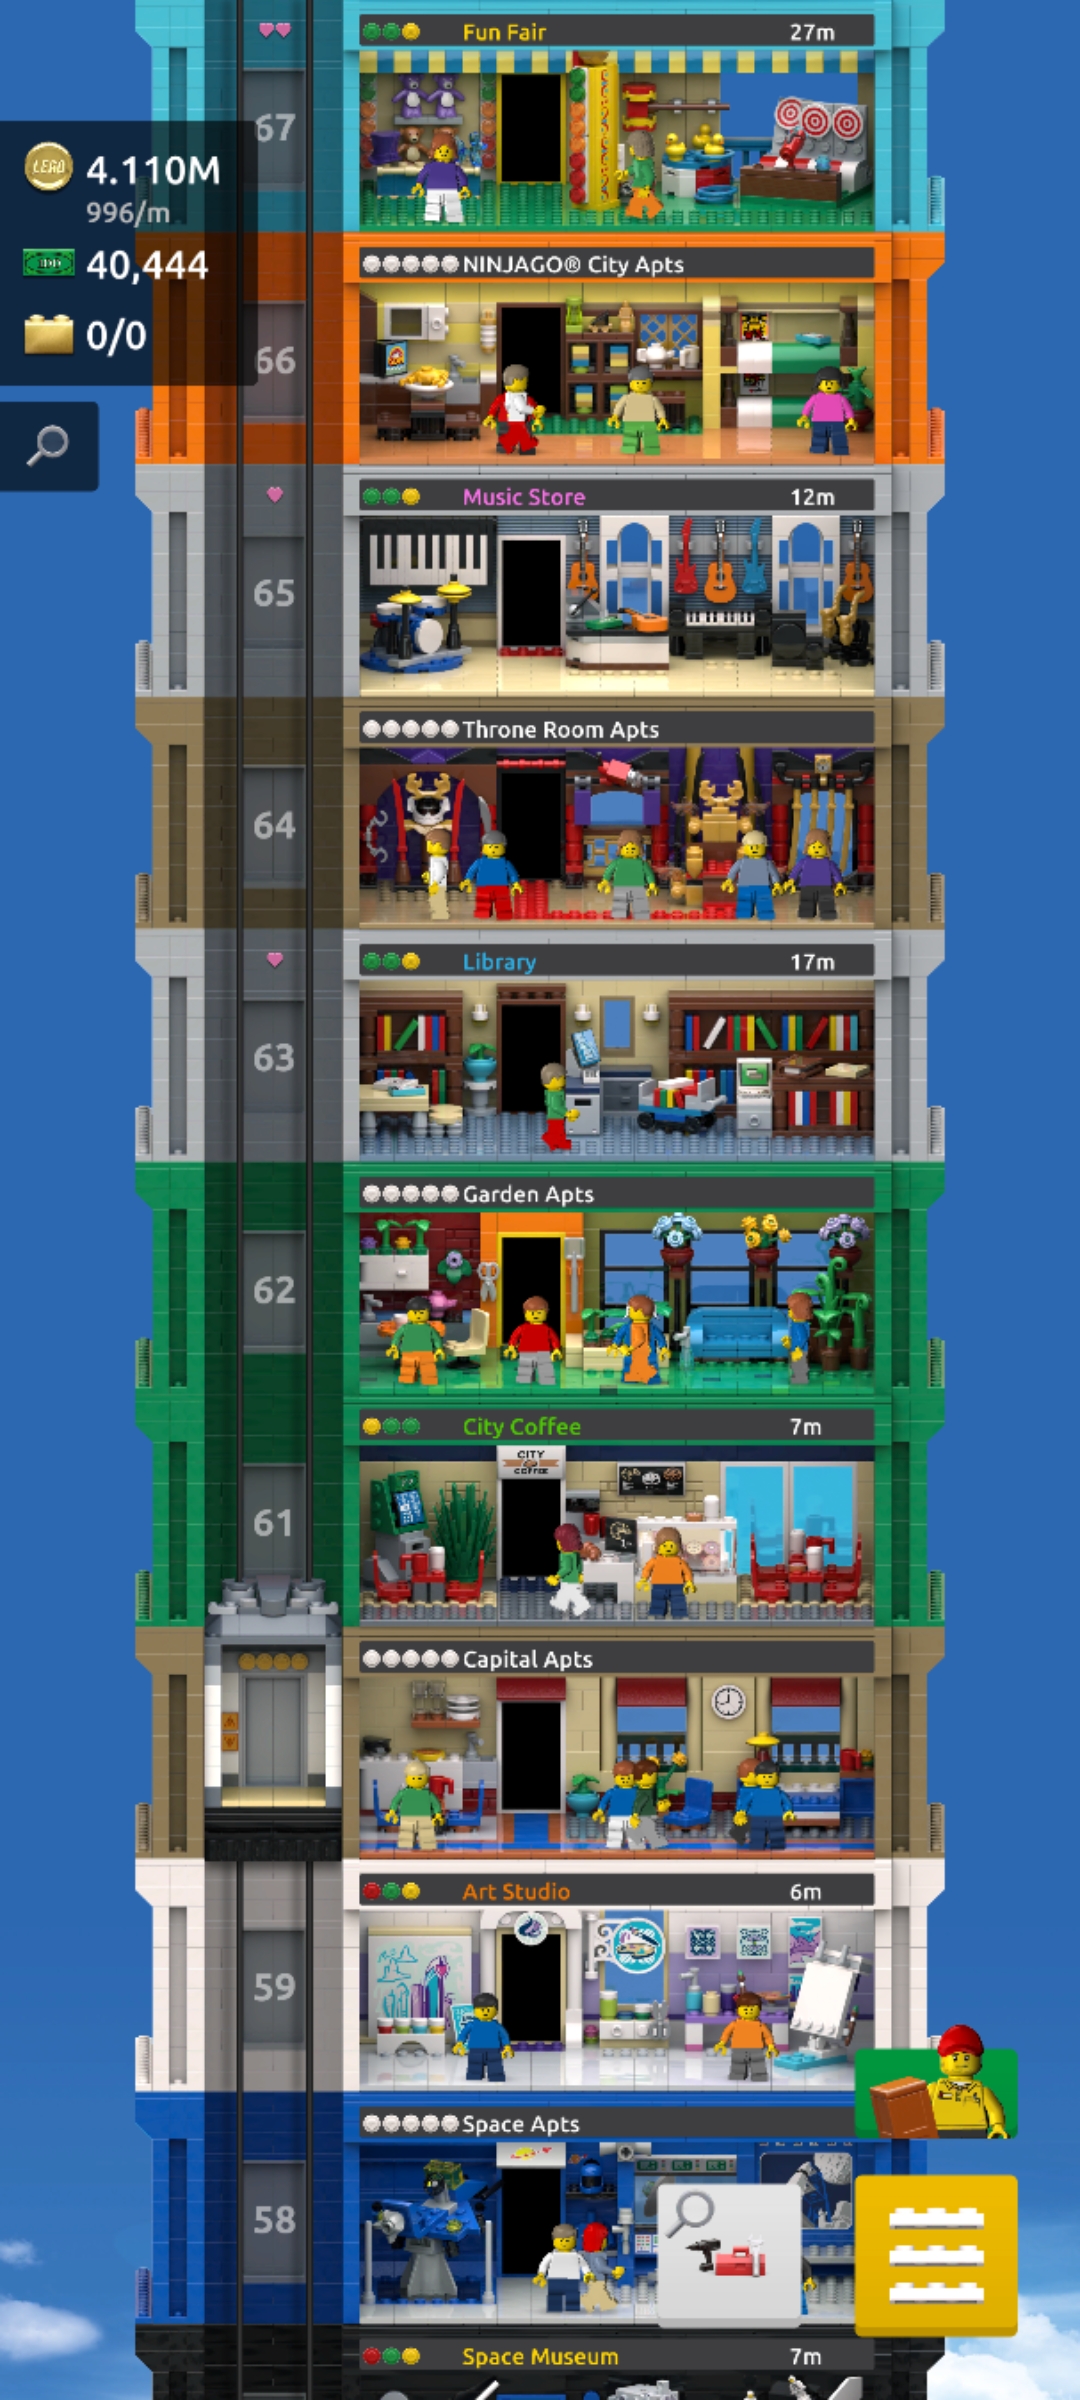 Fun Fair 27m
67
LEGO 4.110M
996/m
40,444
NINJAGO® City Apts
0/0
66
Music Store 12m
65
Throne Room Apts
64
Library 17m
63
Garden Apts
62
City Coffee 7m
CITY
COFFEE
61
Capital Apts
Art Studio 6m
59
Space Apts
58
Space Museum 7m